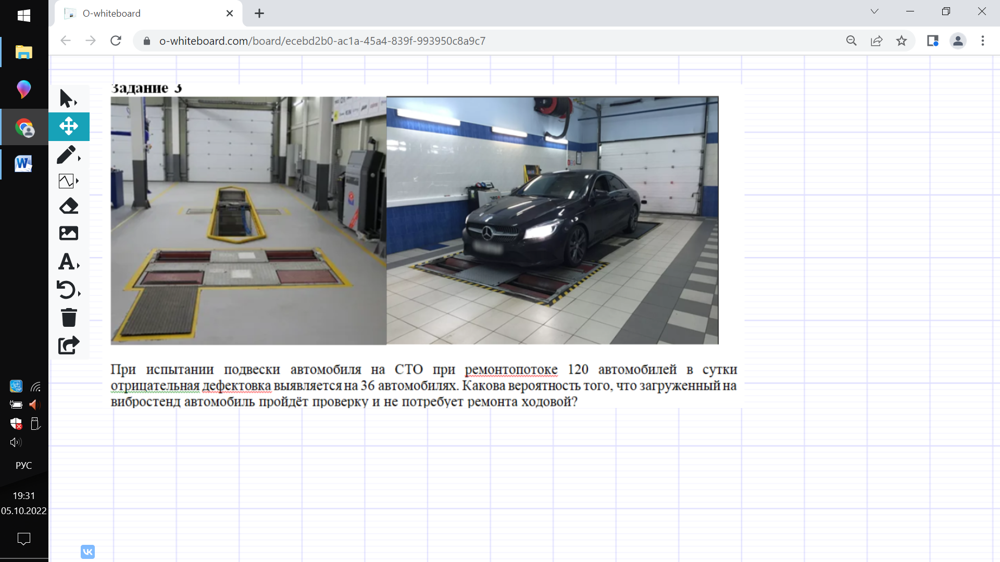 O-whiteboard
o-whiteboard.com/board/ecebd2b0-ac1a-45a4-839f-993950c8a9c7
Задание 3
При испытании подвески автомобиля на СТО при ремонтопотоке 120 автомобилей в сутки
отрицательная дефектовка выявляется на 36 автомобилях. Какова вероятность того, что загруженный на
вибростенд автомобиль пройдёт проверку и не потребует ремонта ходовой?
A
W
РУС
19:31
05.10.2022